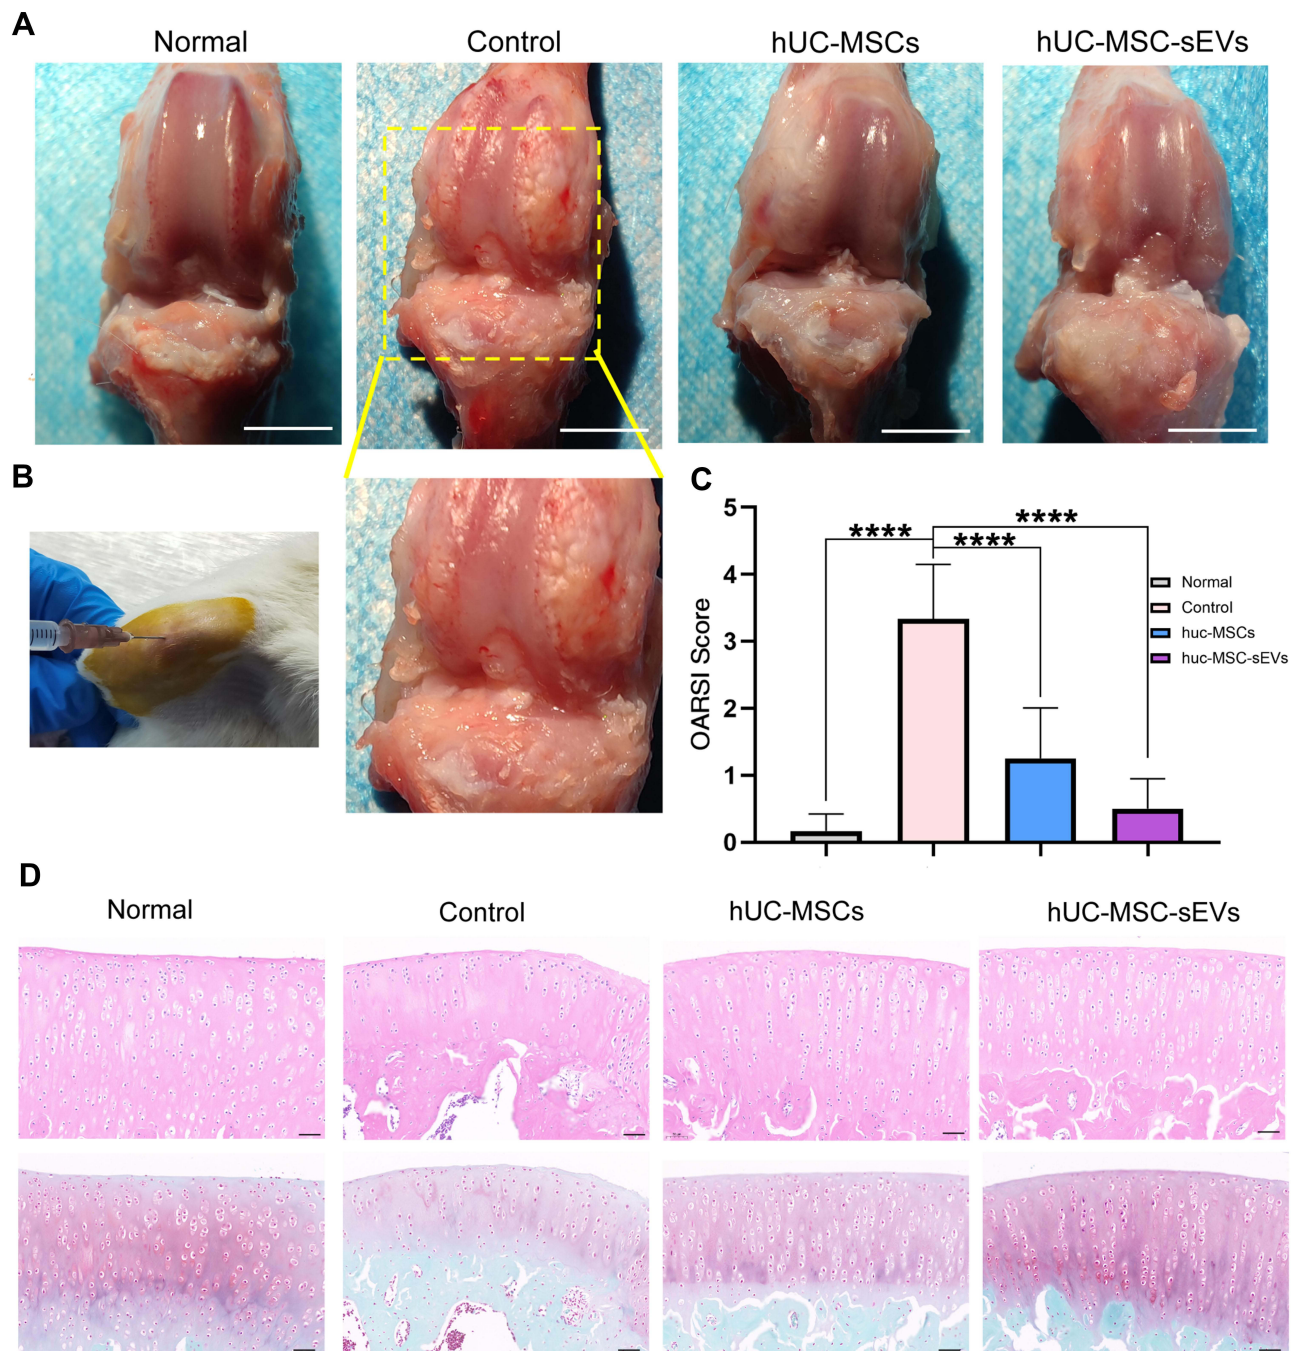 A
Normal
Control
hUC-MSCs
hUC-MSC-sEVs
B
C
5
4
3
2
1
0
OARSI Score
****
****
****
Normal
Control
huc-MSCs
huc-MSC-sEVs
D
Normal
Control
hUC-MSCs
hUC-MSC-sEVs